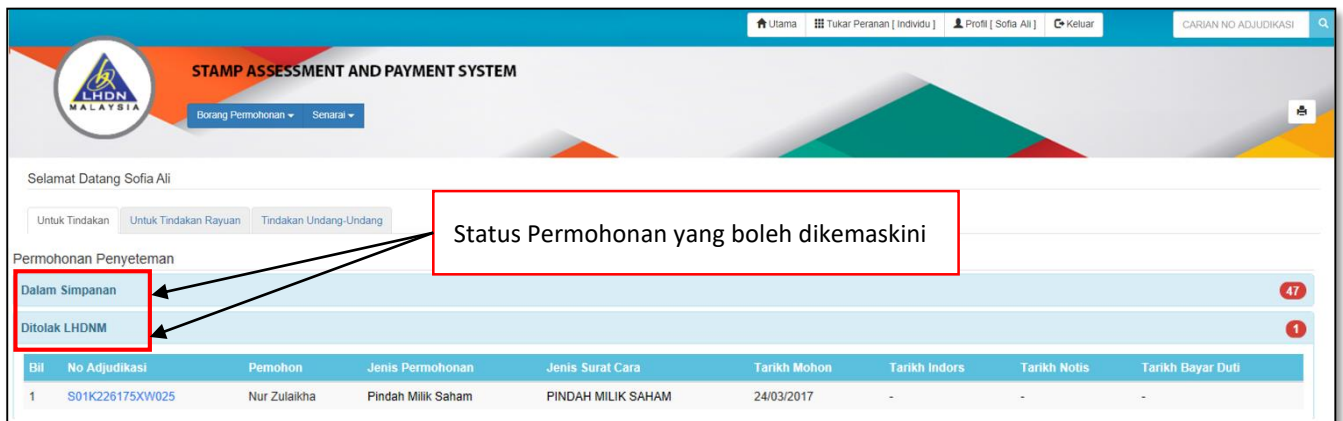 Utama Tukar Peranan [ Individu ] Profil [ Sofia Ali ] Keluar CARIAN NO ADJUDIKASI
LHDN
MALAYSIA
STAMP ASSESSMENT AND PAYMENT SYSTEM
Borang Permohonan Senarai
Selamat Datang Sofia Ali
Untuk Tindakan Untuk Tindakan Rayuan Tindakan Undang-Undang
Status Permohonan yang boleh dikemaskini
Permohonan Penyeteman
Dalam Simpanan 47
Ditolak LHDNM 1
Bil No Adjudikasi Pemohon Jenis Permohonan Jenis Surat Cara Tarikh Mohon Tarikh Indors Tarikh Notis Tarikh Bayar Duti
1 S01K226175XW025 Nur Zulaikha Pindah Milik Saham PINDAH MILIK SAHAM 24/03/2017 - - -